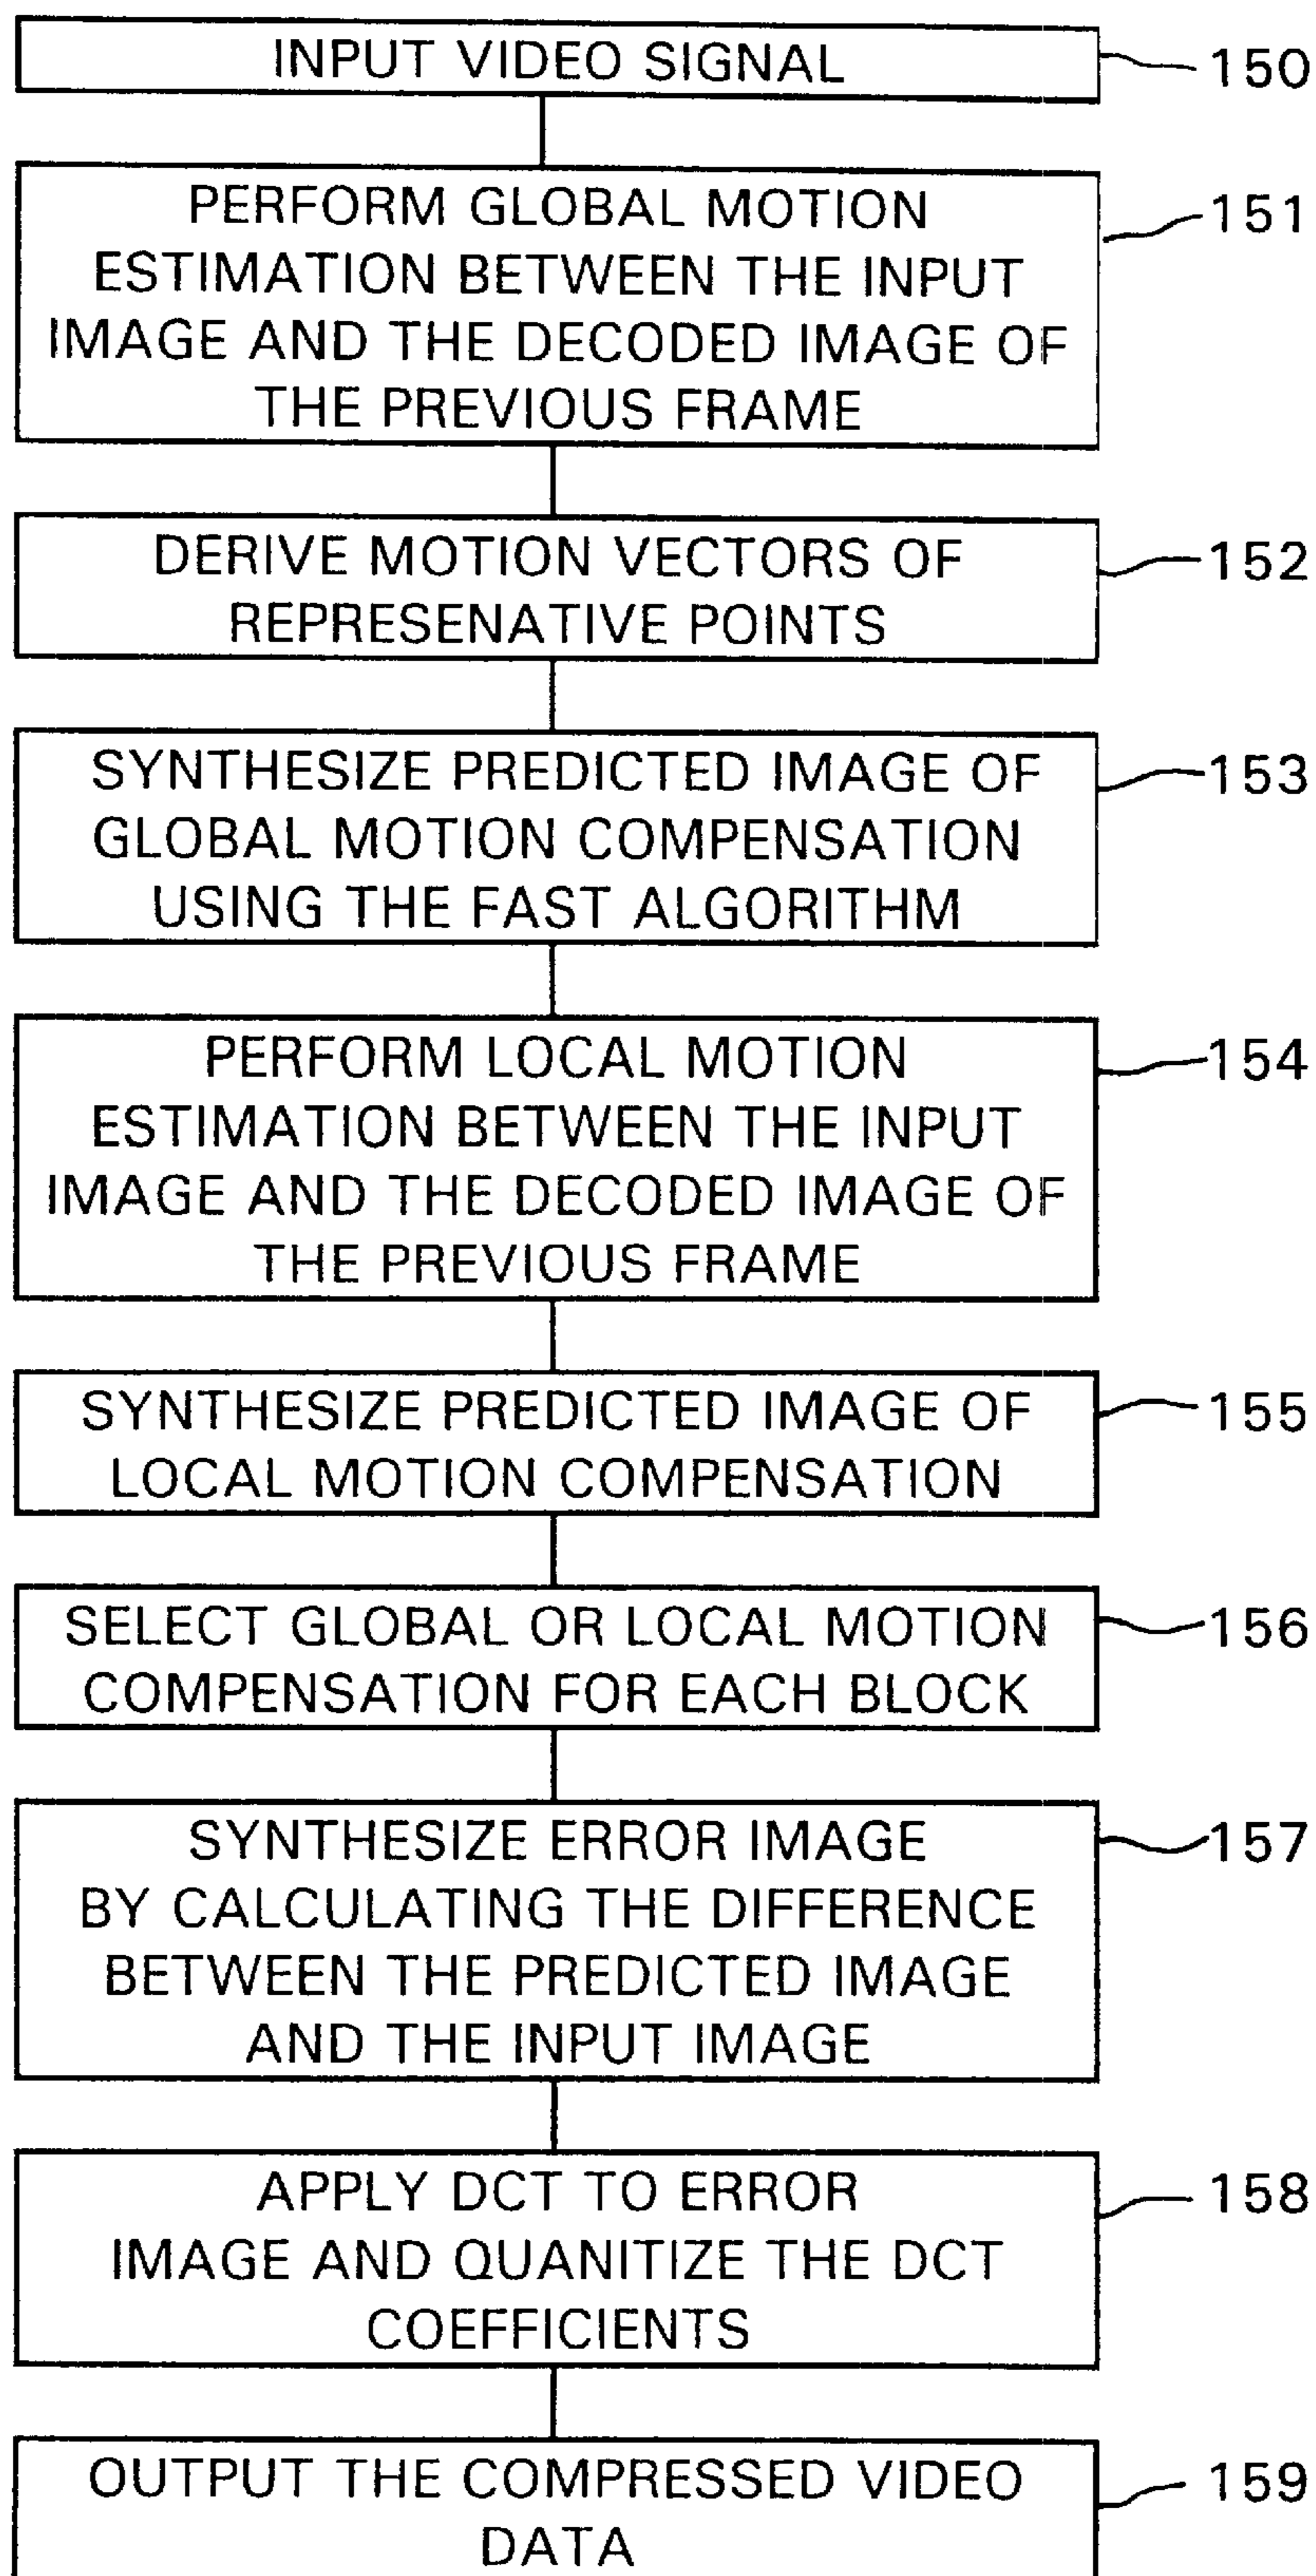 INPUT VIDEO SIGNAL
150
PERFORM GLOBAL MOTION
ESTIMATION BETWEEN THE INPUT
IMAGE AND THE DECODED IMAGE OF
THE PREVIOUS FRAME
151
DERIVE MOTION VECTORS OF
REPRESENATIVE POINTS
152
SYNTHESIZE PREDICTED IMAGE OF
GLOBAL MOTION COMPENSATION
USING THE FAST ALGORITHM
153
PERFORM LOCAL MOTION
ESTIMATION BETWEEN THE INPUT
IMAGE AND THE DECODED IMAGE OF
THE PREVIOUS FRAME
154
SYNTHESIZE PREDICTED IMAGE OF
LOCAL MOTION COMPENSATION
155
SELECT GLOBAL OR LOCAL MOTION
COMPENSATION FOR EACH BLOCK
156
SYNTHESIZE ERROR IMAGE
BY CALCULATING THE DIFFERENCE
BETWEEN THE PREDICTED IMAGE
AND THE INPUT IMAGE
157
APPLY DCT TO ERROR
IMAGE AND QUANITIZE THE DCT
COEFFICIENTS
158
OUTPUT THE COMPRESSED VIDEO
DATA
159